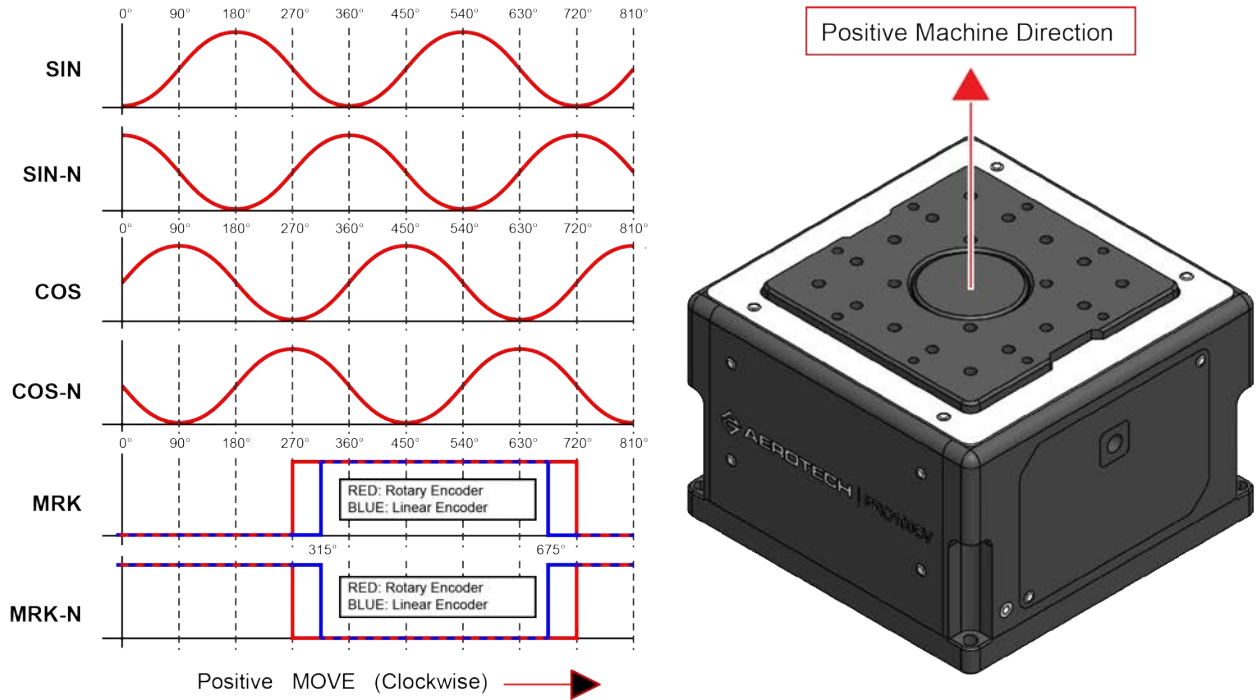 0° 90° 180° 270° 360° 450° 540° 630° 720° 810°
SIN
SIN-N
0° 90° 180° 270° 360° 450° 540° 630° 720° 810°
COS
COS-N
0° 90° 180° 270° 360° 450° 540° 630° 720° 810°
MRK
RED: Rotary Encoder
BLUE: Linear Encoder
315° 675°
MRK-N
RED: Rotary Encoder
BLUE: Linear Encoder
Positive MOVE (Clockwise)
Positive Machine Direction
AEROTECH